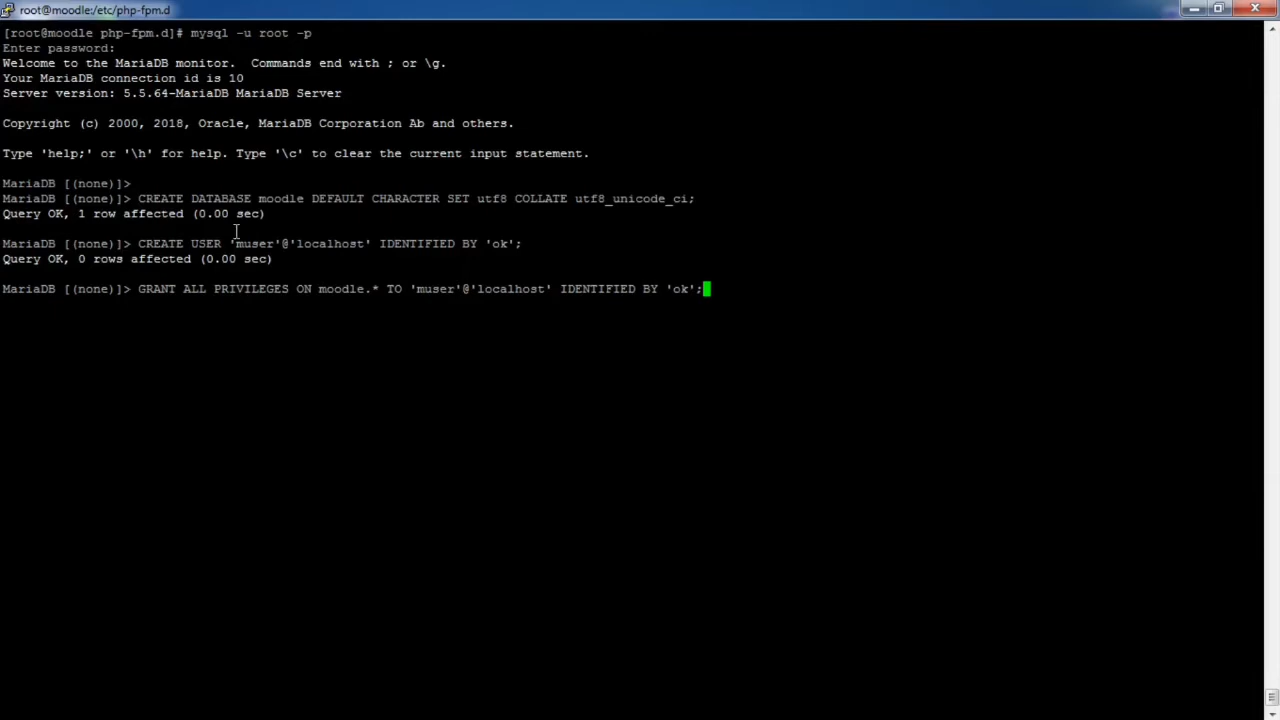 root@moodle:/etc/php-fpm.d
[root@moodle php-fpm.d]# mysql -u root -p
Enter password:
Welcome to the MariaDB monitor.  Commands end with ; or \g.
Your MariaDB connection id is 10
Server version: 5.5.64-MariaDB MariaDB Server
Copyright (c) 2000, 2018, Oracle, MariaDB Corporation Ab and others.
Type 'help;' or '\h' for help. Type '\c' to clear the current input statement.
MariaDB [(none)]>
MariaDB [(none)]> CREATE DATABASE moodle DEFAULT CHARACTER SET utf8 COLLATE utf8_unicode_ci;
Query OK, 1 row affected (0.00 sec)
MariaDB [(none)]> CREATE USER 'muser'@'localhost' IDENTIFIED BY 'ok';
Query OK, 0 rows affected (0.00 sec)
MariaDB [(none)]> GRANT ALL PRIVILEGES ON moodle.* TO 'muser'@'localhost' IDENTIFIED BY 'ok';